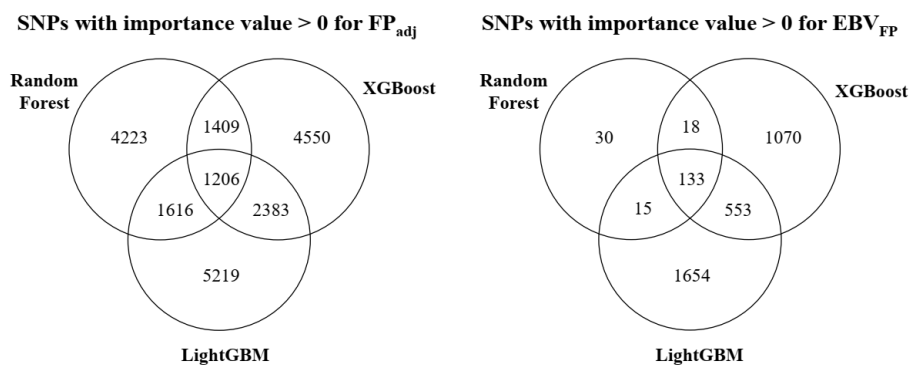 SNPs with importance value > 0 for FPadj
Random
Forest
XGBoost
4223
1409
4550
1206
1616
2383
5219
LightGBM
SNPs with importance value > 0 for EBVFP
Random
Forest
XGBoost
30
18
1070
133
15
553
1654
LightGBM